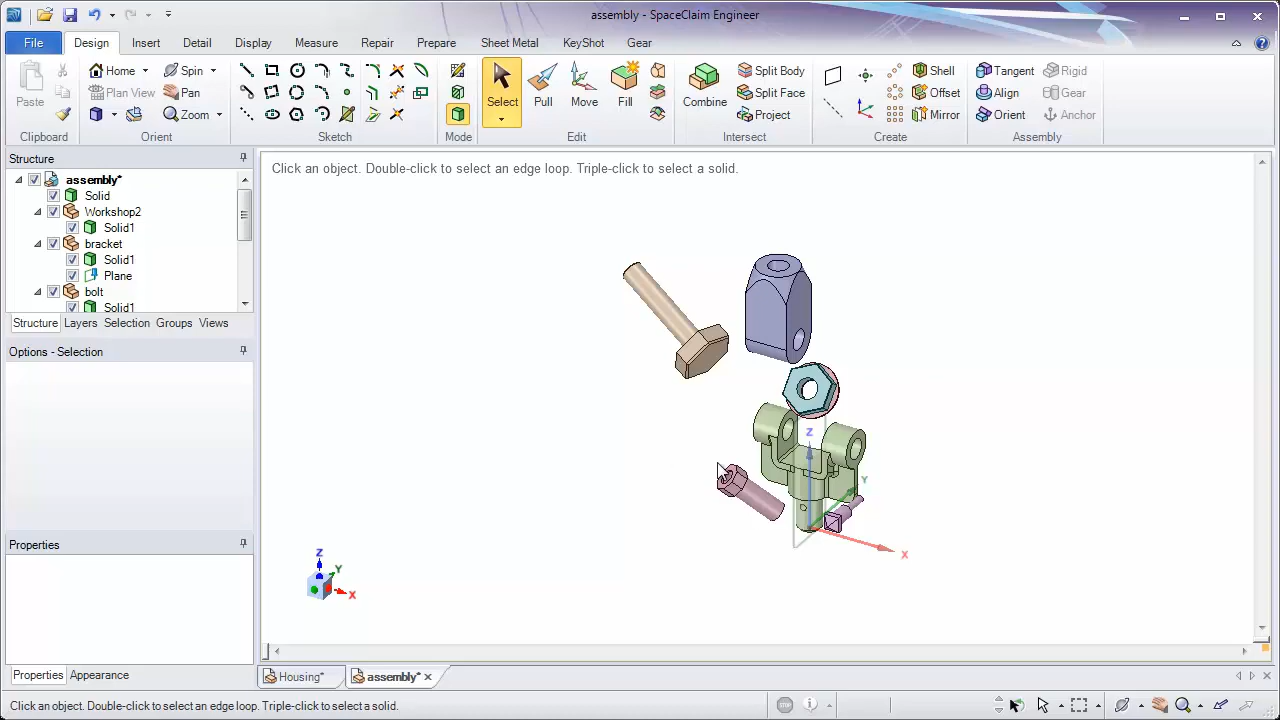 assembly - SpaceClaim Engineer
File Design Insert Detail Display Measure Repair Prepare Sheet Metal KeyShot Gear
Home Spin Select Pull Move Fill Combine Split Body Shell Tangent Rigid
Paste Plan View Pan Split Face Offset Align Gear
Zoom Project Mirror Orient Anchor
Clipboard Orient Sketch Mode Edit Intersect Create Assembly
Structure
Click an object. Double-click to select an edge loop. Triple-click to select a solid.
assembly*
Solid
Workshop2
Solid1
bracket
Solid1
Plane
bolt
Solid1
Structure Layers Selection Groups Views
Options - Selection
Z
Y
X
Properties
Z
Y
X
Properties Appearance
Housing* assembly*
Click an object. Double-click to select an edge loop. Triple-click to select a solid.